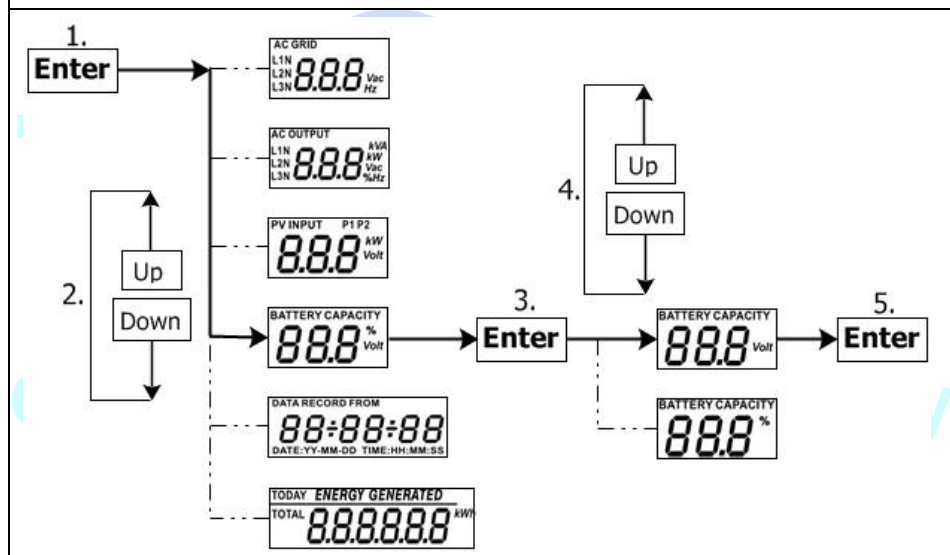 1.
Enter
AC GRID
L1N
L2N
L3N
8.8.8 Vac
Hz
AC OUTPUT
L1N
L2N
L3N
8.8.8 kVA
kW
Vac
%Hz
PV INPUT P1 P2
8.8.8 kW
Volt
2.
Up
Down
BATTERY CAPACITY
88.8 %
Volt
3.
Enter
4.
Up
Down
BATTERY CAPACITY
88.8 Volt
5.
Enter
BATTERY CAPACITY
88.8 %
DATA RECORD FROM
88:88:88
DATE:YY-MM-DD TIME:HH:MM:SS
TODAY ENERGY GENERATED
TOTAL 8.8.8.8.8.8 kWh